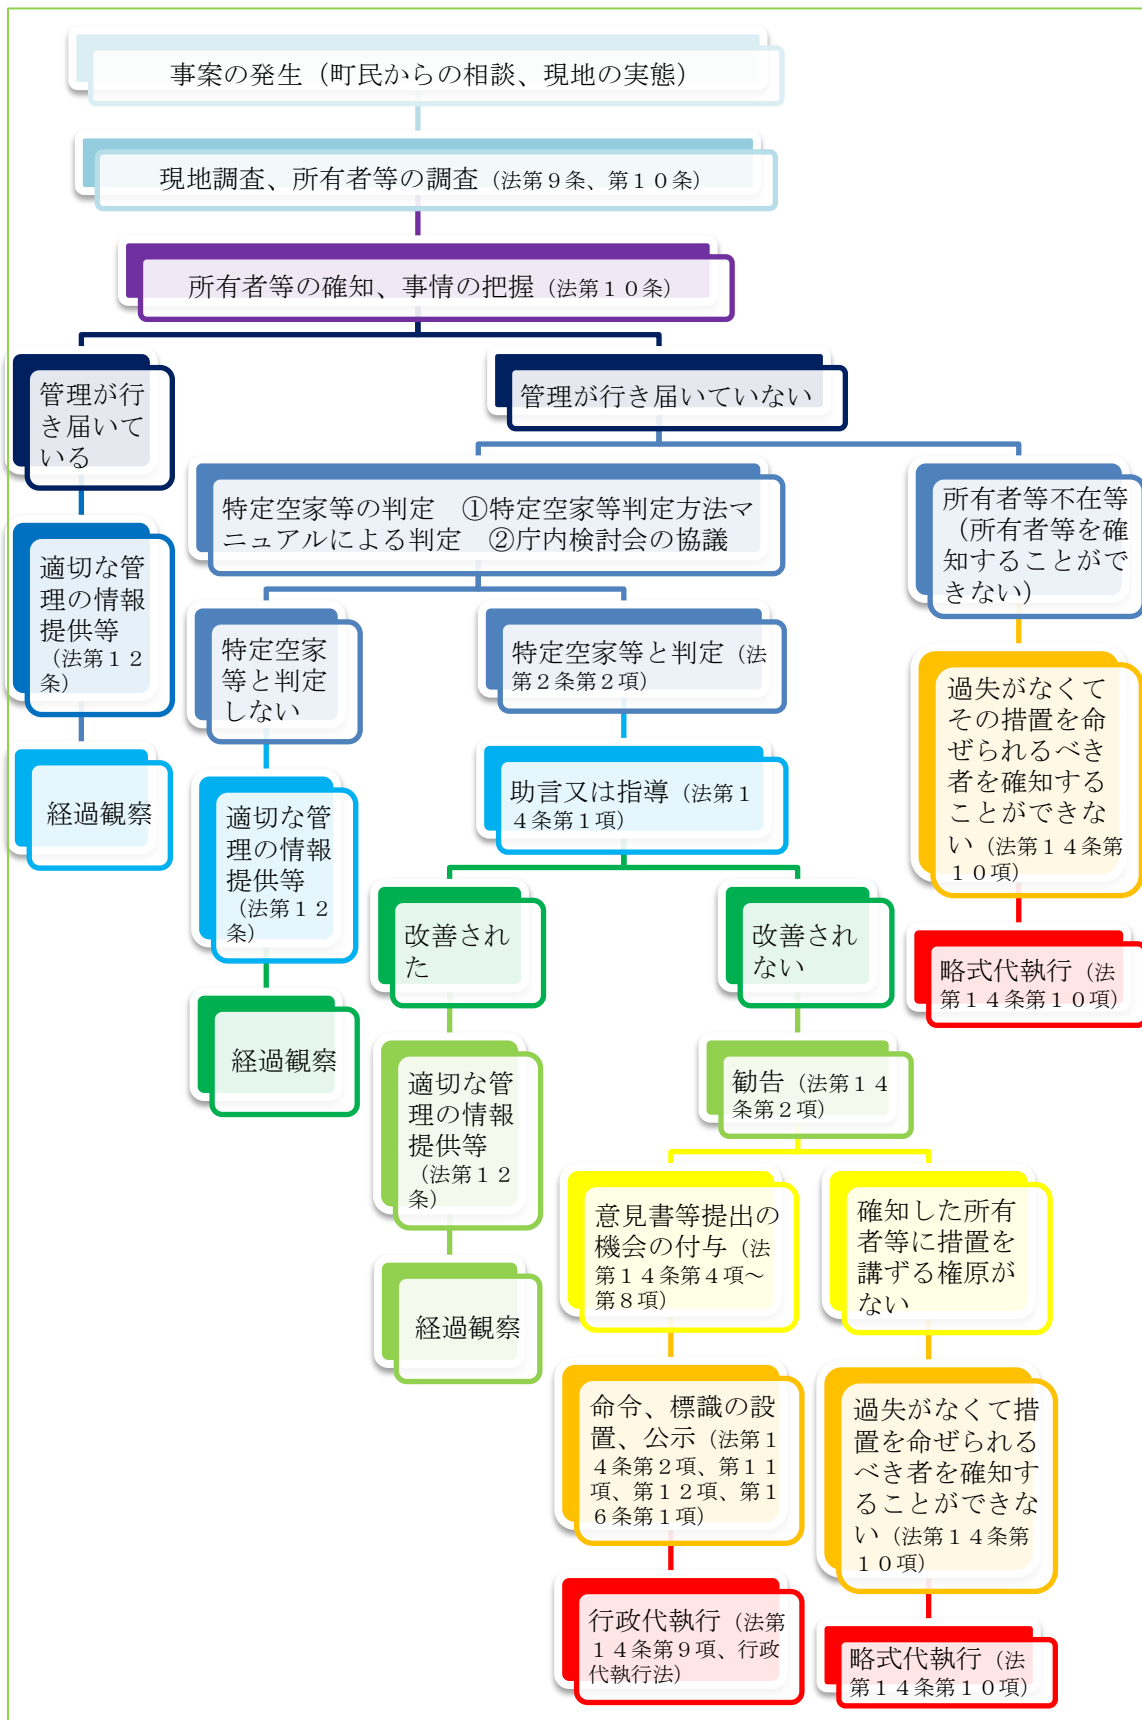 事案の発生（町民からの相談、現地の実態）
現地調査、所有者等の調査（法第９条、第１０条）
所有者等の確知、事情の把握（法第１０条）
管理が行
き届いて
いる
適切な管
理の情報
提供等
（法第１２
条）
経過観察
管理が行き届いていない
特定空家等の判定　①特定空家等判定方法マ
ニュアルによる判定　②庁内検討会の協議
特定空家
等と判定
しない
適切な管
理の情報
提供等
（法第１２
条）
経過観察
特定空家等と判定（法
第２条第２項）
助言又は指導（法第１
４条第１項）
改善され
た
適切な管
理の情報
提供等
（法第１２
条）
経過観察
改善され
ない
勧告（法第１４
条第２項）
意見書等提出の
機会の付与（法
第１４条第４項～
第８項）
命令、標識の設
置、公示（法第１
４条第２項、第１１
項、第１２項、第１
６条第１項）
行政代執行（法第
１４条第９項、行政
代執行法）
確知した所有
者等に措置を
講ずる権原が
ない
過失がなくて措
置を命ぜられる
べき者を確知す
ることができな
い（法第１４条第
１０項）
略式代執行（法
第１４条第１０項）
所有者等不在等
（所有者等を確
知することがで
きない）
過失がなくて
その措置を命
ぜられるべき
者を確知する
ことができな
い（法第１４条第
１０項）
略式代執行（法
第１４条第１０項）